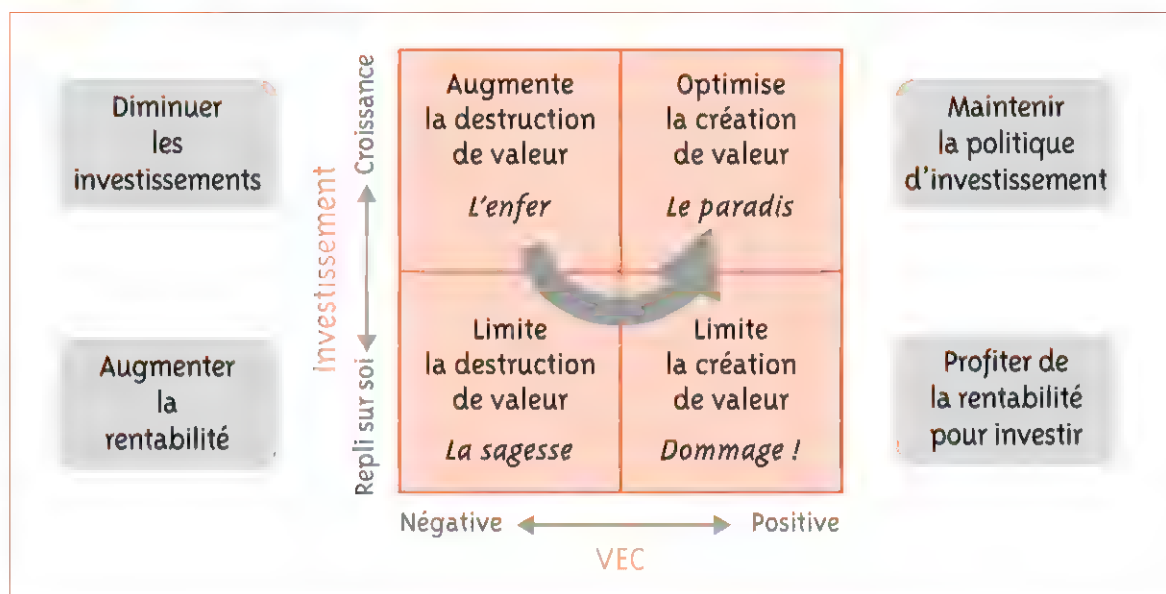 Diminuer
les
investissements
Augmenter
la
rentabilité
Investissement
Croissance
Repli sur soi
Augmente
la destruction
de valeur
L'enfer
Optimise
la création
de valeur
Le paradis
Limite
la destruction
de valeur
La sagesse
Limite
la création
de valeur
Dommage !
Négative
Positive
VEC
Maintenir
la politique
d'investissement
Profiter de
la rentabilité
pour investir